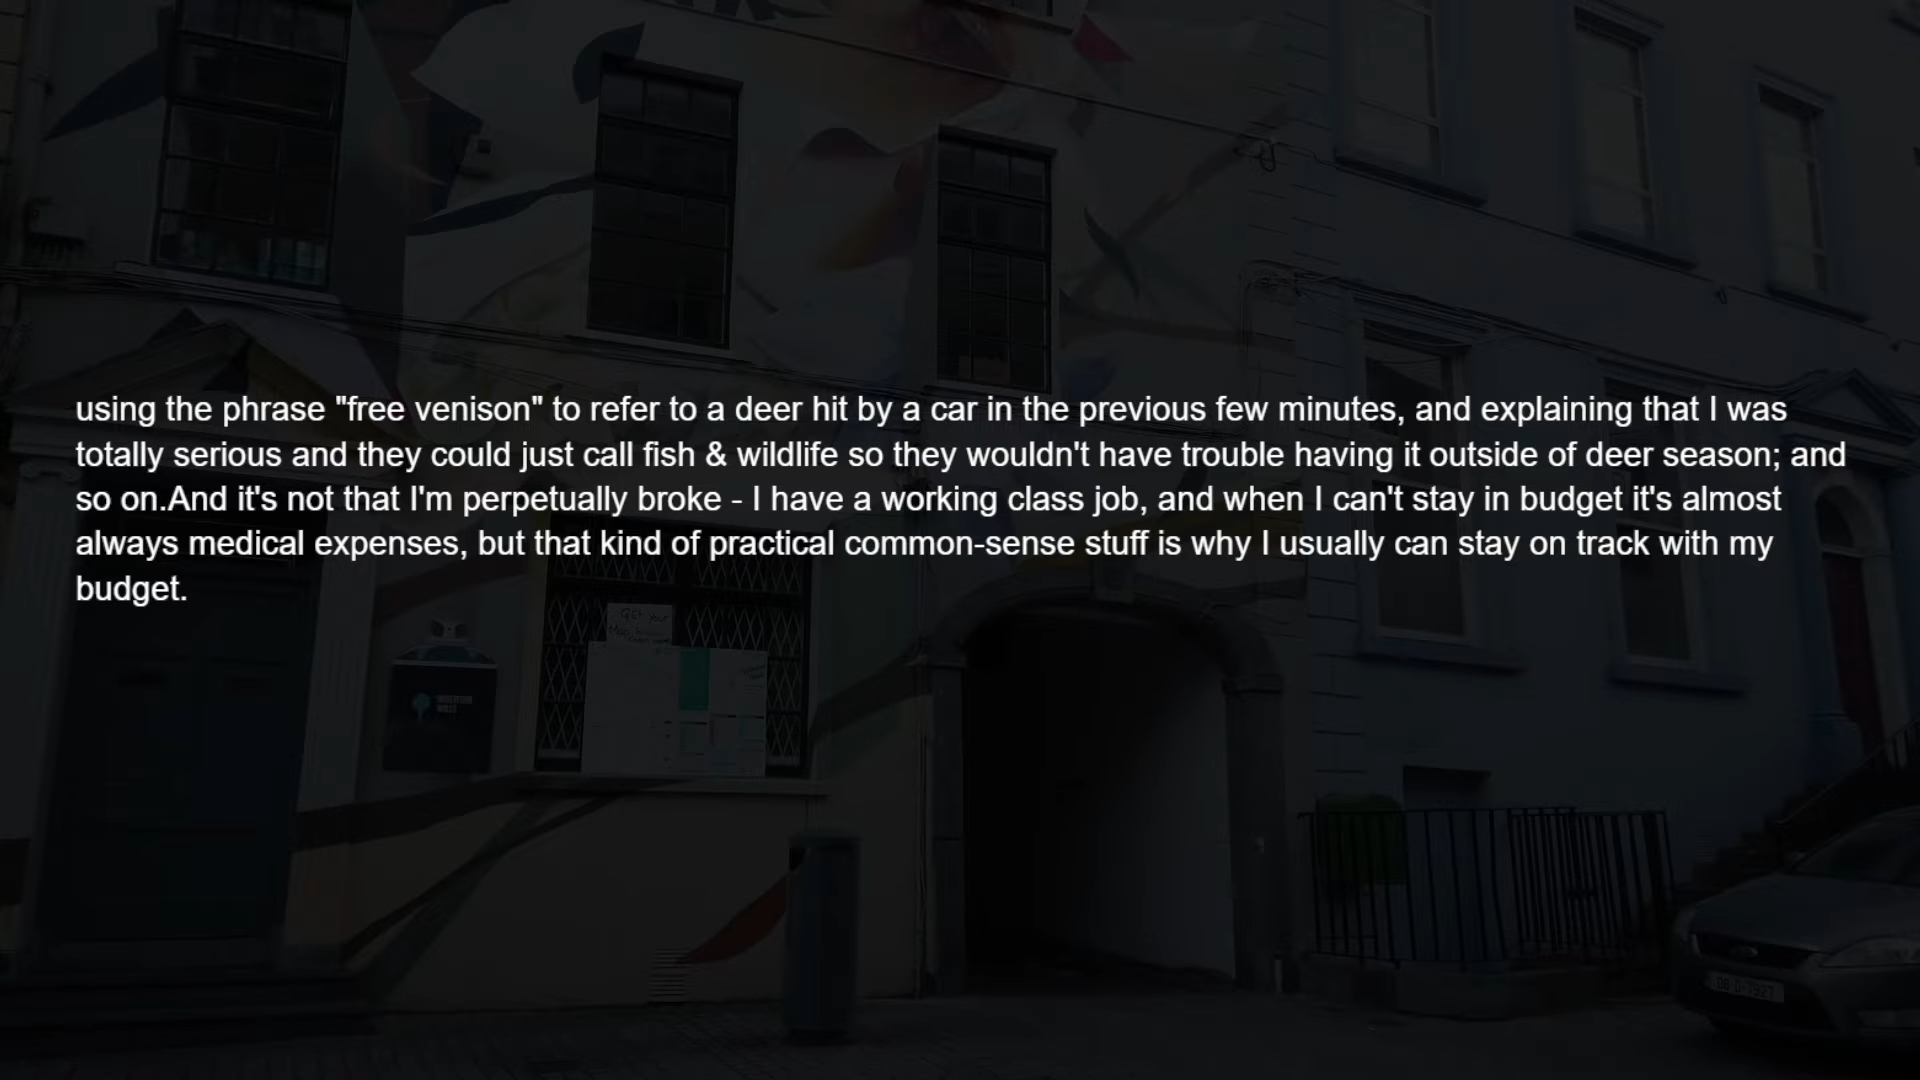 using the phrase "free venison" to refer to a deer hit by a car in the previous few minutes, and explaining that I was
totally serious and they could just call fish & wildlife so they wouldn't have trouble having it outside of deer season; and
so on.And it's not that I'm perpetually broke - I have a working class job, and when I can't stay in budget it's almost
always medical expenses, but that kind of practical common-sense stuff is why I usually can stay on track with my
budget.
GET Your